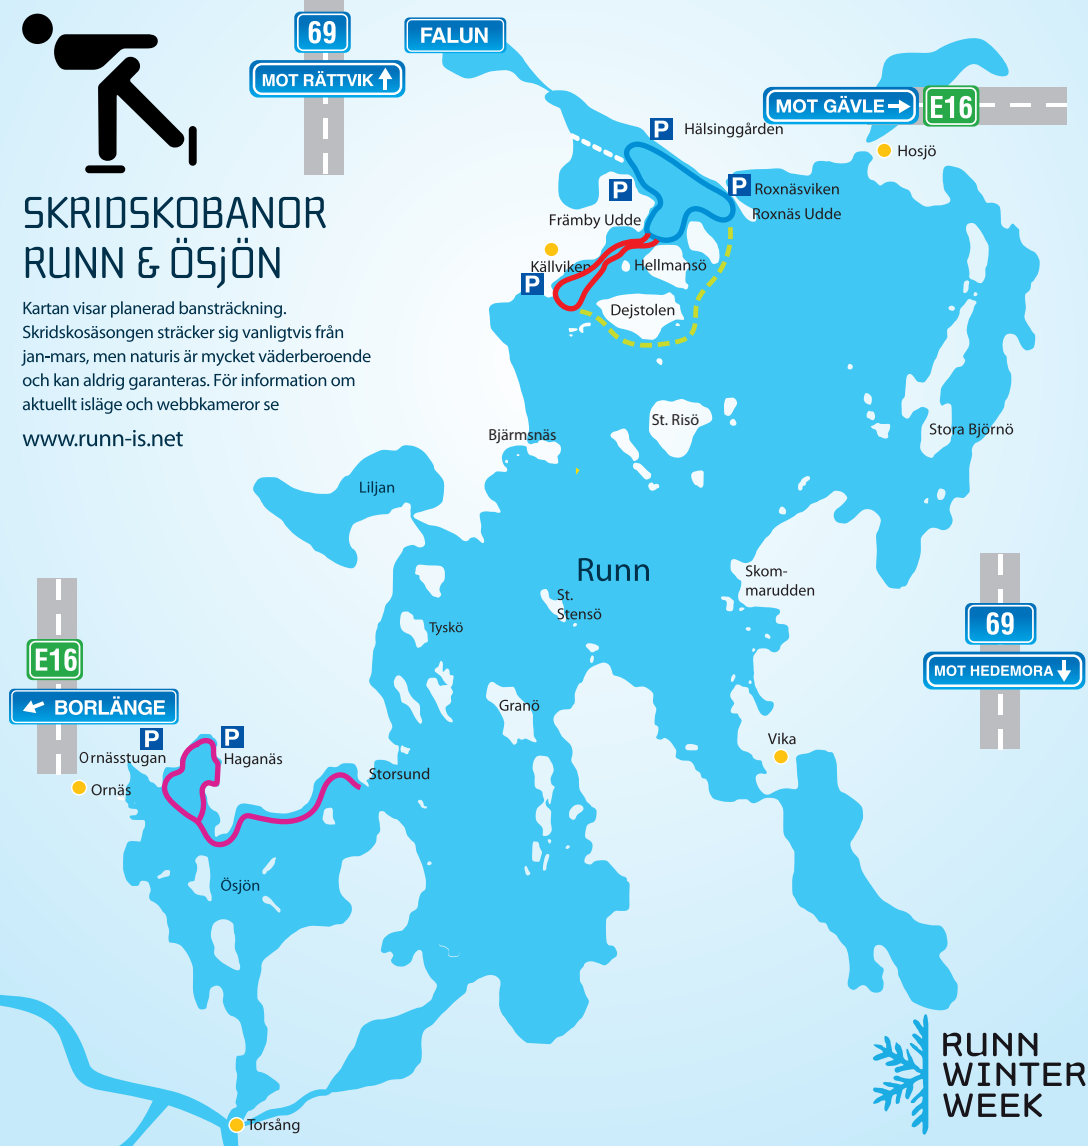 69
FALUN
MOT RÄTTVIK
MOT GÄVLE
E16
P
Hälsinggården
Hosjö
P
P
Roxnäsviken
SKRIDSKOBANOR
RUNN & ÖSjÖN
Främby Udde
Roxnäs Udde
Källviken
Hellmansö
P
Dejstolen
Kartan visar planerad bansträckning.
Skridskosäsongen sträcker sig vanligtvis från
jan-mars, men naturis är mycket väderberoende
och kan aldrig garanteras. För information om
aktuellt isläge och webbkameror se
www.runn-is.net
St. Risö
Bjärmsnäs
Stora Björnö
Liljan
Runn
Skom-
marudden
St.
Stensö
Tyskö
69
MOT HEDEMORA
E16
BORLÄNGE
Granö
P
P
Vika
Ornässtugan
Haganäs
Storsund
Ornäs
Ösjön
RUNN
WINTER
WEEK
Torsång